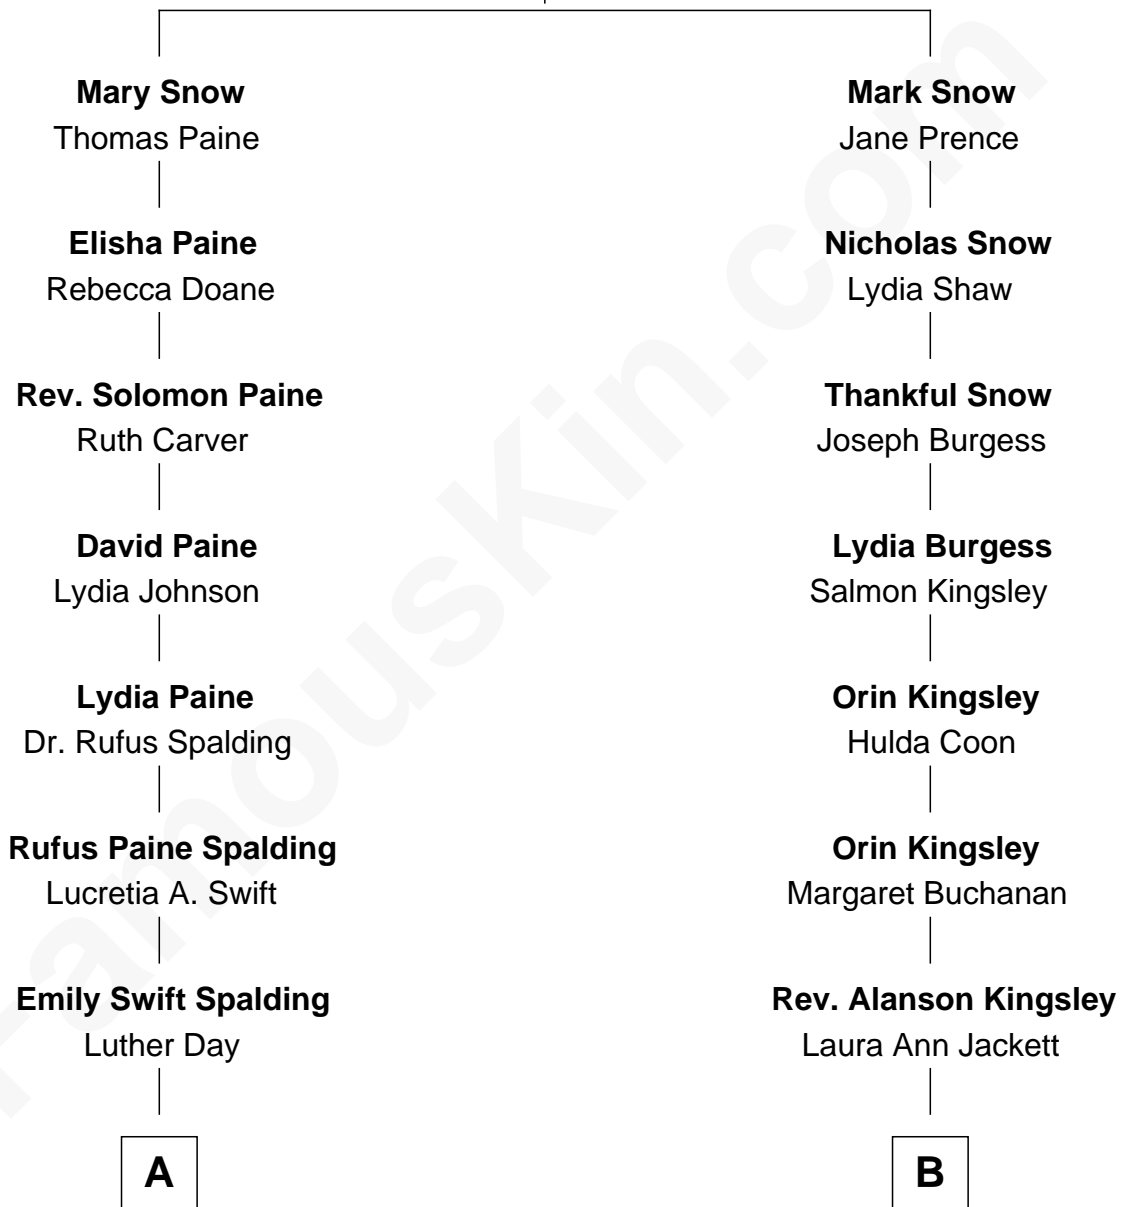 Mary Snow
Thomas Paine
Mark Snow
Jane Prence
Elisha Paine
Rebecca Doane
Nicholas Snow
Lydia Shaw
Rev. Solomon Paine
Ruth Carver
Thankful Snow
Joseph Burgess
David Paine
Lydia Johnson
Lydia Burgess
Salmon Kingsley
Lydia Paine
Dr. Rufus Spalding
Orin Kingsley
Hulda Coon
Rufus Paine Spalding
Lucretia A. Swift
Orin Kingsley
Margaret Buchanan
Emily Swift Spalding
Luther Day
Rev. Alanson Kingsley
Laura Ann Jackett
A
B
FamousKin.com